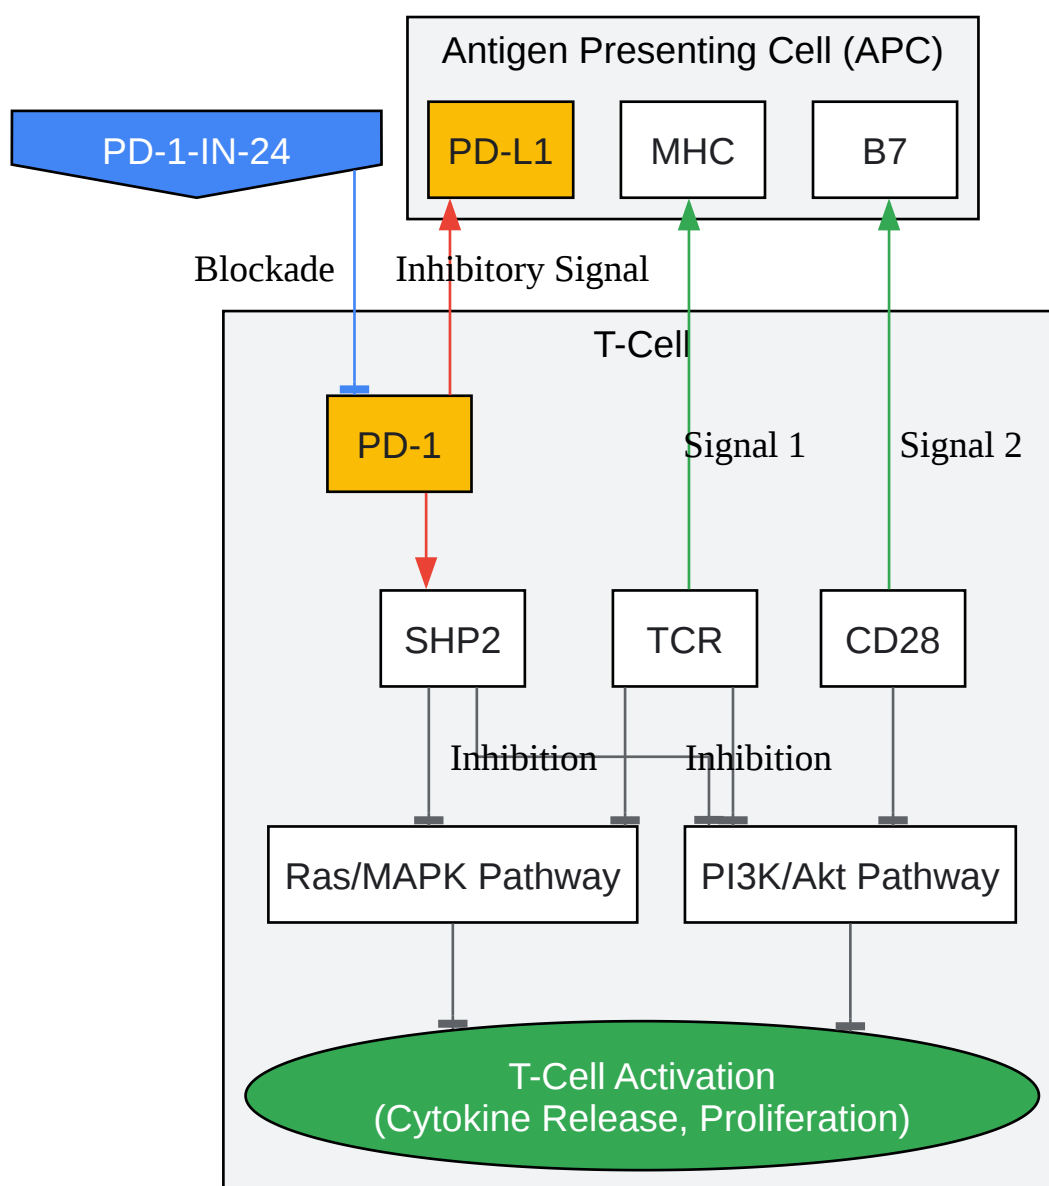 Antigen Presenting Cell (APC)
PD-1-IN-24
PD-L1
MHC
B7
Blockade
Inhibitory Signal
T-Cell
PD-1
Signal 1
Signal 2
SHP2
TCR
CD28
Inhibition
Inhibition
Ras/MAPK Pathway
PI3K/Akt Pathway
T-Cell Activation
(Cytokine Release, Proliferation)